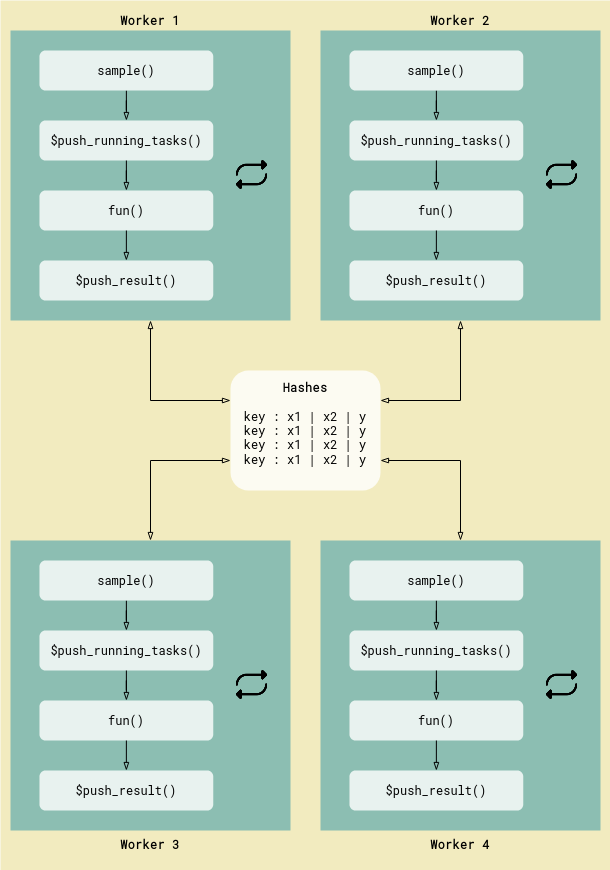 Worker 1
sample()
$push_running_tasks()
fun()
$push_result()
Worker 2
sample()
$push_running_tasks()
fun()
$push_result()
Hashes
key : x1 | x2 | y
key : x1 | x2 | y
key : x1 | x2 | y
key : x1 | x2 | y
sample()
$push_running_tasks()
fun()
$push_result()
Worker 3
sample()
$push_running_tasks()
fun()
$push_result()
Worker 4